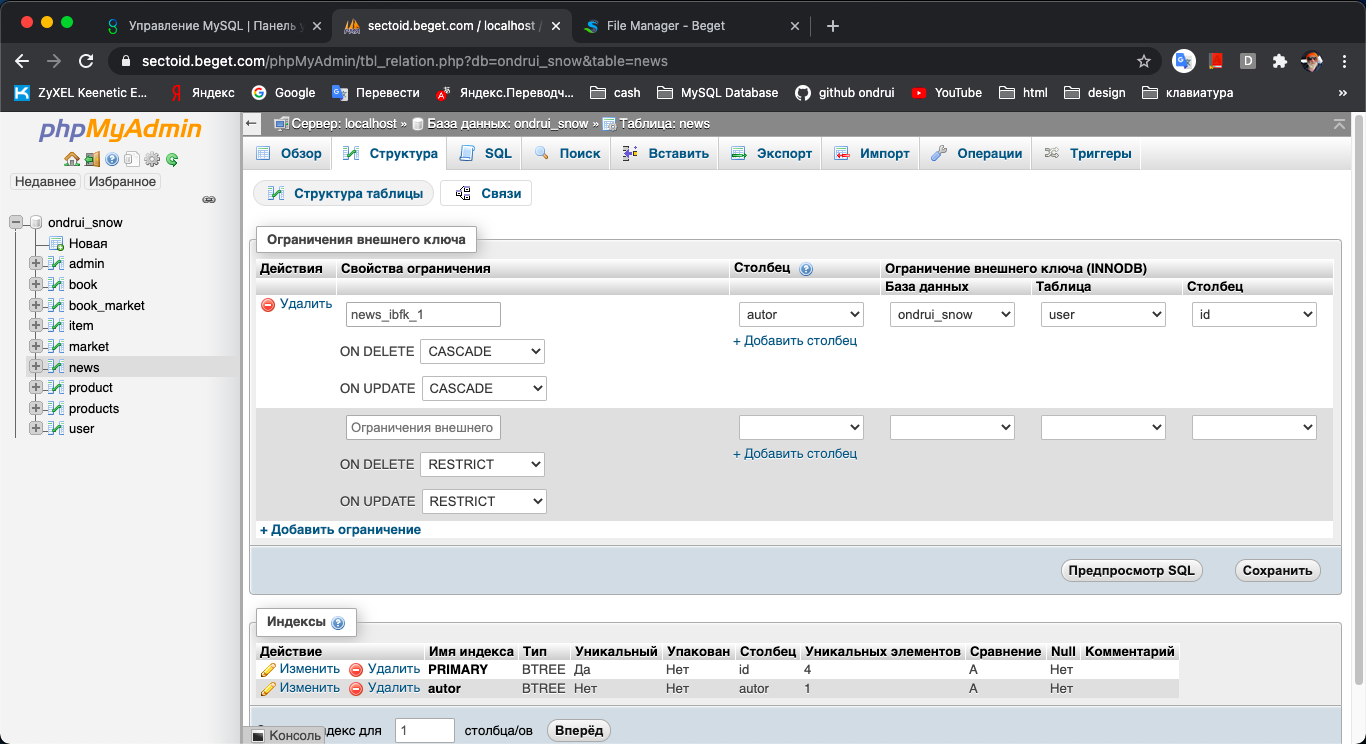 Управление MySQL | Панель у
sectoid.beget.com / localhost /
File Manager - Beget
sectoid.beget.com/phpMyAdmin/tbl_relation.php?db=ondrui_snow&table=news
ZyXEL Keenetic E...
Яндекс
Google
Перевести
Яндекс.Переводч...
cash
MySQL Database
github ondrui
YouTube
html
design
клавиатура
»
phpMyAdmin
Недавнее Избранное
ondrui_snow
Новая
admin
book
book_market
item
market
news
product
products
user
Сервер: localhost » База данных: ondrui_snow » Таблица: news
Обзор Структура SQL Поиск Вставить Экспорт Импорт Операции Триггеры
Структура таблицы Связи
Ограничения внешнего ключа
Действия Свойства ограничения Столбец Ограничение внешнего ключа (INNODB)
База данных Таблица Столбец
Удалить news_ibfk_1 autor ondrui_snow user id
+ Добавить столбец
ON DELETE CASCADE
ON UPDATE CASCADE
Ограничения внешнего
+ Добавить столбец
ON DELETE RESTRICT
ON UPDATE RESTRICT
+ Добавить ограничение
Предпросмотр SQL Сохранить
Индексы
Действие Имя индекса Тип Уникальный Упакован Столбец Уникальных элементов Сравнение Null Комментарий
Изменить Удалить PRIMARY BTREE Да Нет id 4 A Нет
Изменить Удалить autor BTREE Нет Нет autor 1 A Нет
индекс для 1 столбца/ов Вперёд
Консоль